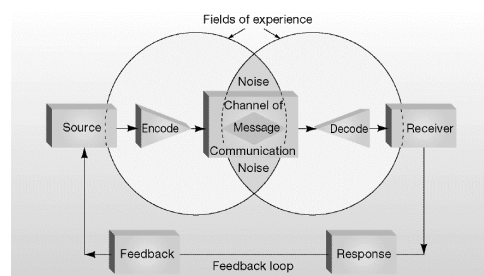 Fields of experience
Noise
Channel of
Source
Encode
Message
Decode
Receiver
Communication
Noise
Feedback
Response
Feedback loop